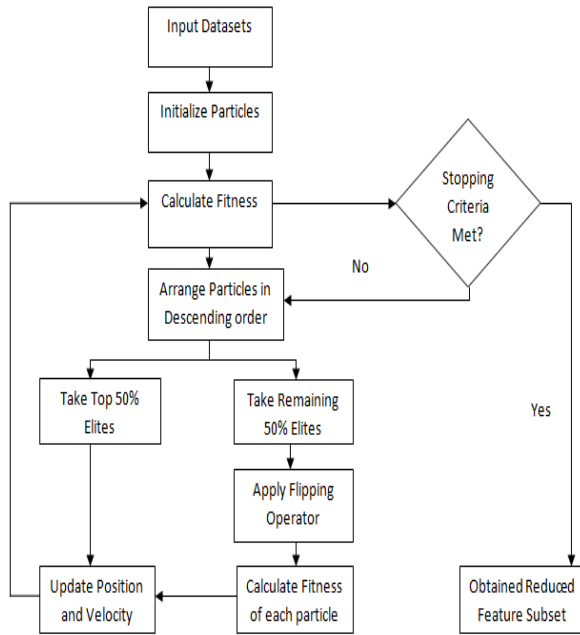 Input Datasets
Initialize Particles
Calculate Fitness
Stopping
Criteria
Met?
No
Arrange Particles in
Descending order
Take Top 50%
Elites
Take Remaining
50% Elites
Yes
Apply Flipping
Operator
Update Position
and Velocity
Calculate Fitness
of each particle
Obtained Reduced
Feature Subset